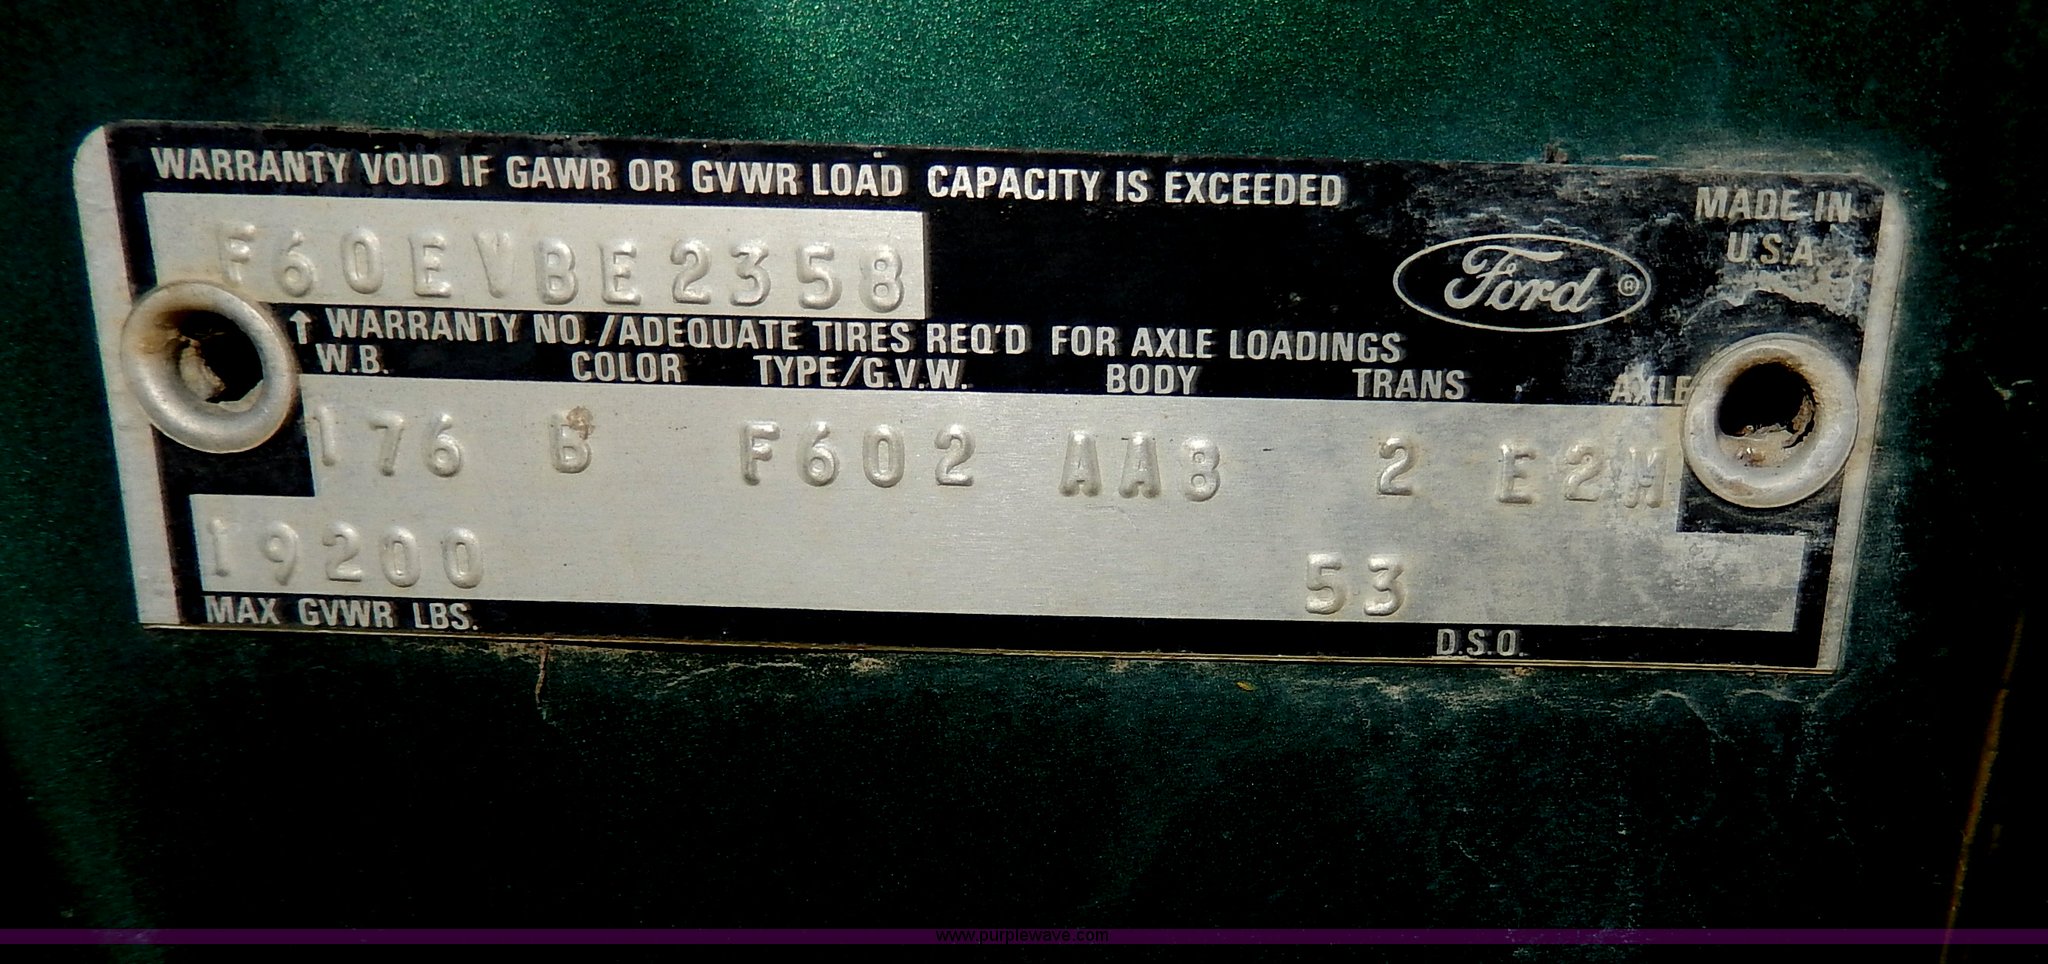 WARRANTY VOID IF GAWR OR GVWR LOAD CAPACITY IS EXCEEDED
MADE IN
U.S.A
F60EVBE2358
Ford ®
↑ WARRANTY NO./ADEQUATE TIRES REQ'D FOR AXLE LOADINGS
W.B. COLOR TYPE/G.V.W. BODY TRANS AXLE
176 B F602 AA8 2 E2M
19200 53
MAX GVWR LBS. D.S.O.
www.purplewave.com